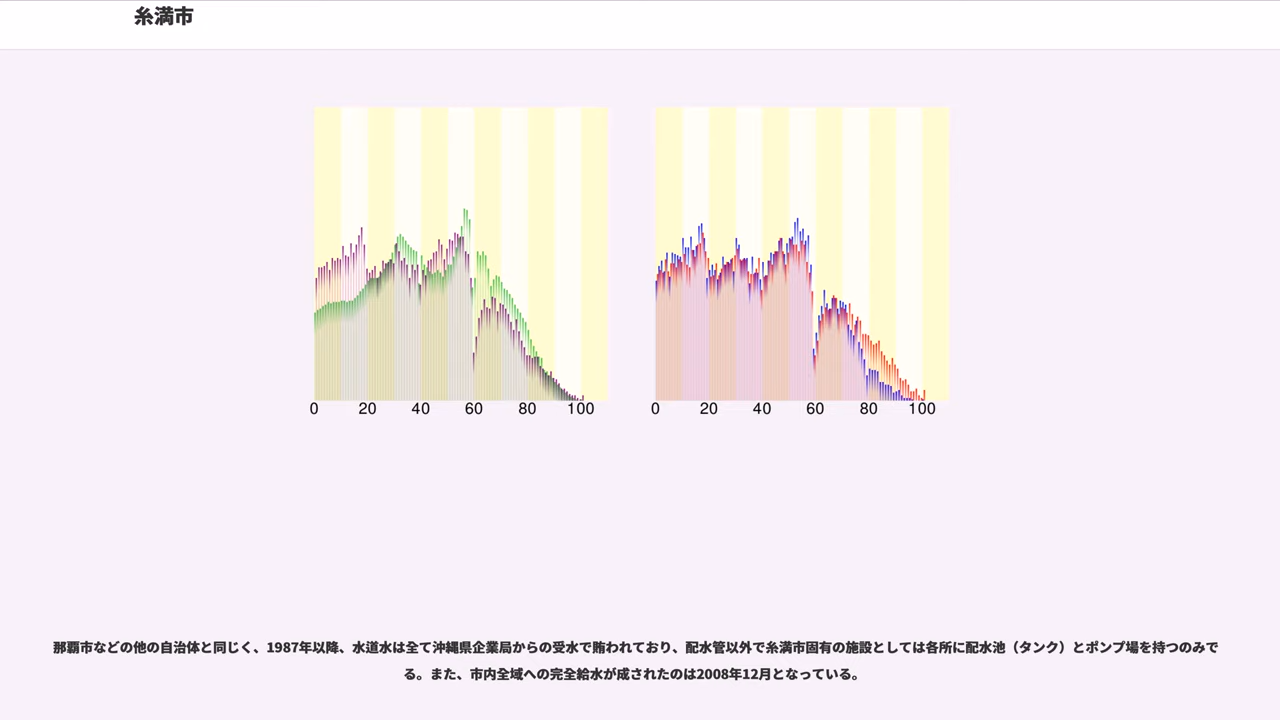 糸満市
0 20 40 60 80 100
0 20 40 60 80 100
那覇市などの他の自治体と同じく、1987年以降、水道水は全て沖縄県企業局からの受水で賄われており、配水管以外で糸満市固有の施設としては各所に配水池（タンク）とポンプ場を持つのみで
る。また、市内全域への完全給水が成されたのは2008年12月となっている。